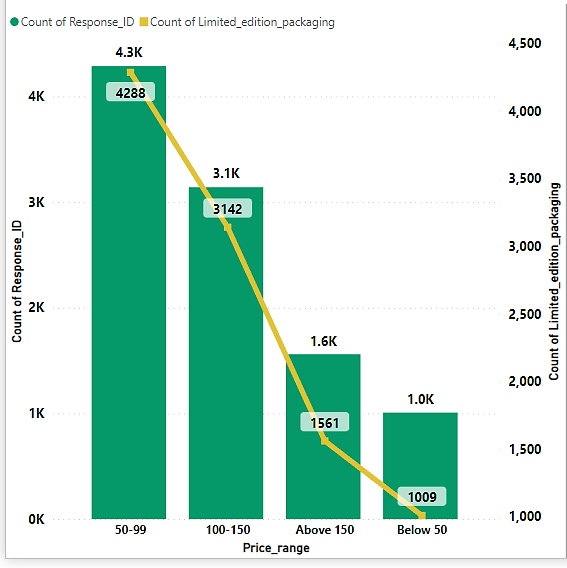 Count of Response_ID Count of Limited_edition_packaging
4.3K
4288
3.1K
3142
1.6K
1561
1.0K
1009
4K
3K
2K
1K
0K
Count of Response_ID
4,500
4,000
3,500
3,000
2,500
2,000
1,500
1,000
Count of Limited_edition_packaging
50-99 100-150 Above 150 Below 50
Price_range